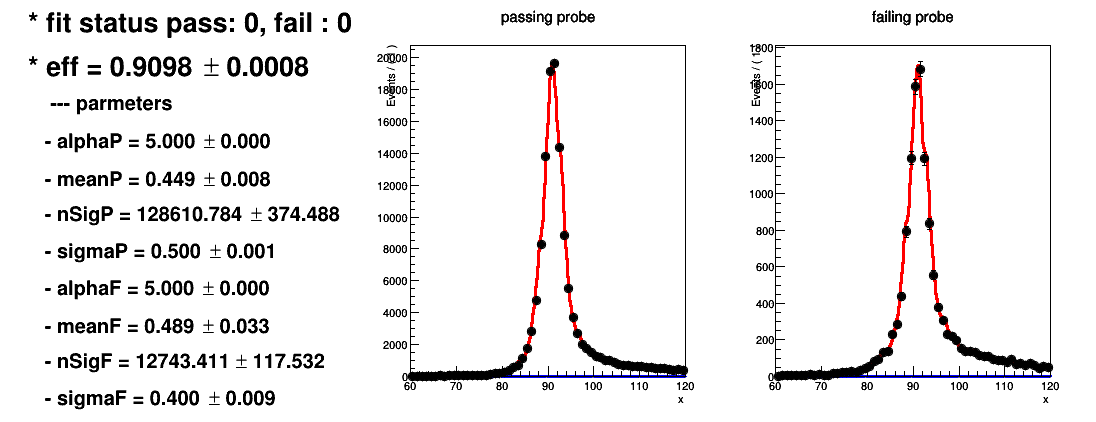 * fit status pass: 0, fail : 0
* eff = 0.9098 ± 0.0008
--- parmeters
- alphaP = 5.000 ± 0.000
- meanP = 0.449 ± 0.008
- nSigP = 128610.784 ± 374.488
- sigmaP = 0.500 ± 0.001
- alphaF = 5.000 ± 0.000
- meanF = 0.489 ± 0.033
- nSigF = 12743.411 ± 117.532
- sigmaF = 0.400 ± 0.009
passing probe
Events / (
20000
18000
16000
14000
12000
10000
8000
6000
4000
2000
0
60 70 80 90 100 110 120
x
failing probe
Events / ( 1
1800
1600
1400
1200
1000
800
600
400
200
0
60 70 80 90 100 110 120
x